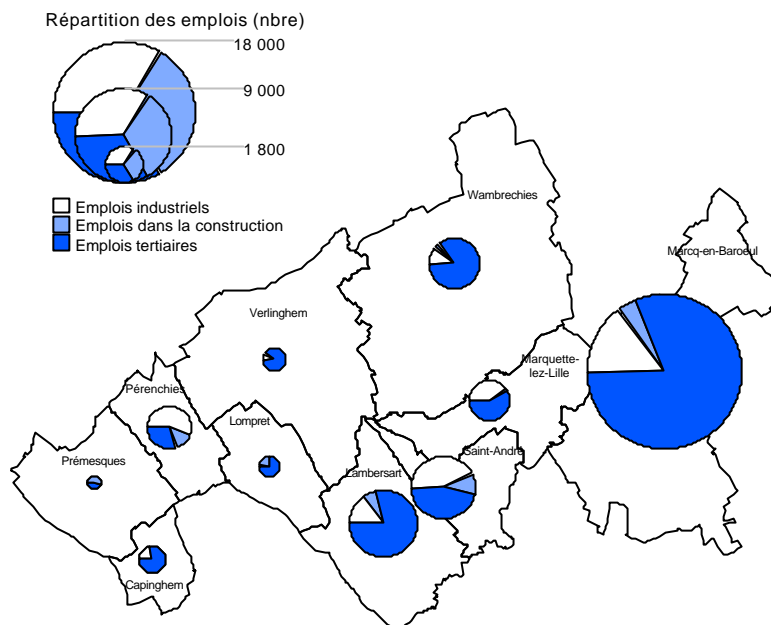 Répartition des emplois (nbre)
18 000
9 000
1 800
Emplois industriels
Emplois dans la construction
Emplois tertiaires
Wambrechies
Marcq-en-Baroeul
Verlinghem
Marquette-
lez-Lille
Pérenchies
Lompret
Saint-André
Prémesques
Lambersart
Capinghem